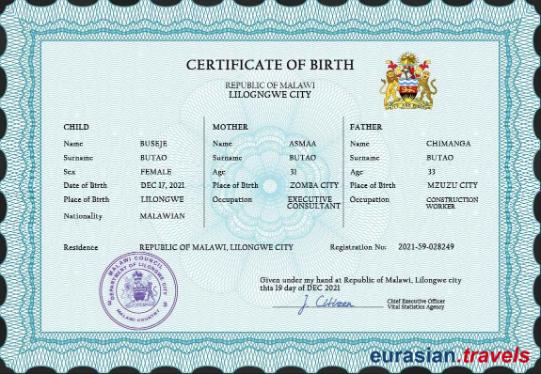 CERTIFICATE OF BIRTH
REPUBLIC OF MALAWI
LILOGNGWE CITY
CHILD
Name BUSEJE
Surname BUTAO
Sex FEMALE
Date of Birth DEC 17, 2021
Place of Birth LILONGWE
Nationality MALAWIAN
MOTHER
Name ASMAA
Surname BUTAO
Age 31
Place of Birth ZOMBA CITY
Occupation EXECUTIVE
CONSULTANT
FATHER
Name CHIMANGA
Surname BUTAO
Age 33
Place of Birth MZUZU CITY
Occupation CONSTRUCTION
WORKER
Residence REPUBLIC OF MALAWI, LILONGWE CITY
Registration No: 2021-59-028249
MALAWI COUNCIL
DEPARTMENT OF LILONGWE CITY
MALAWI COUNTRY
Given under my hand at Republic of Malawi, Lilongwe city
this 19 day of DEC 2021
J. Citizen
Chief Executive Officer
Vital Statistics Agency
eurasian.travels